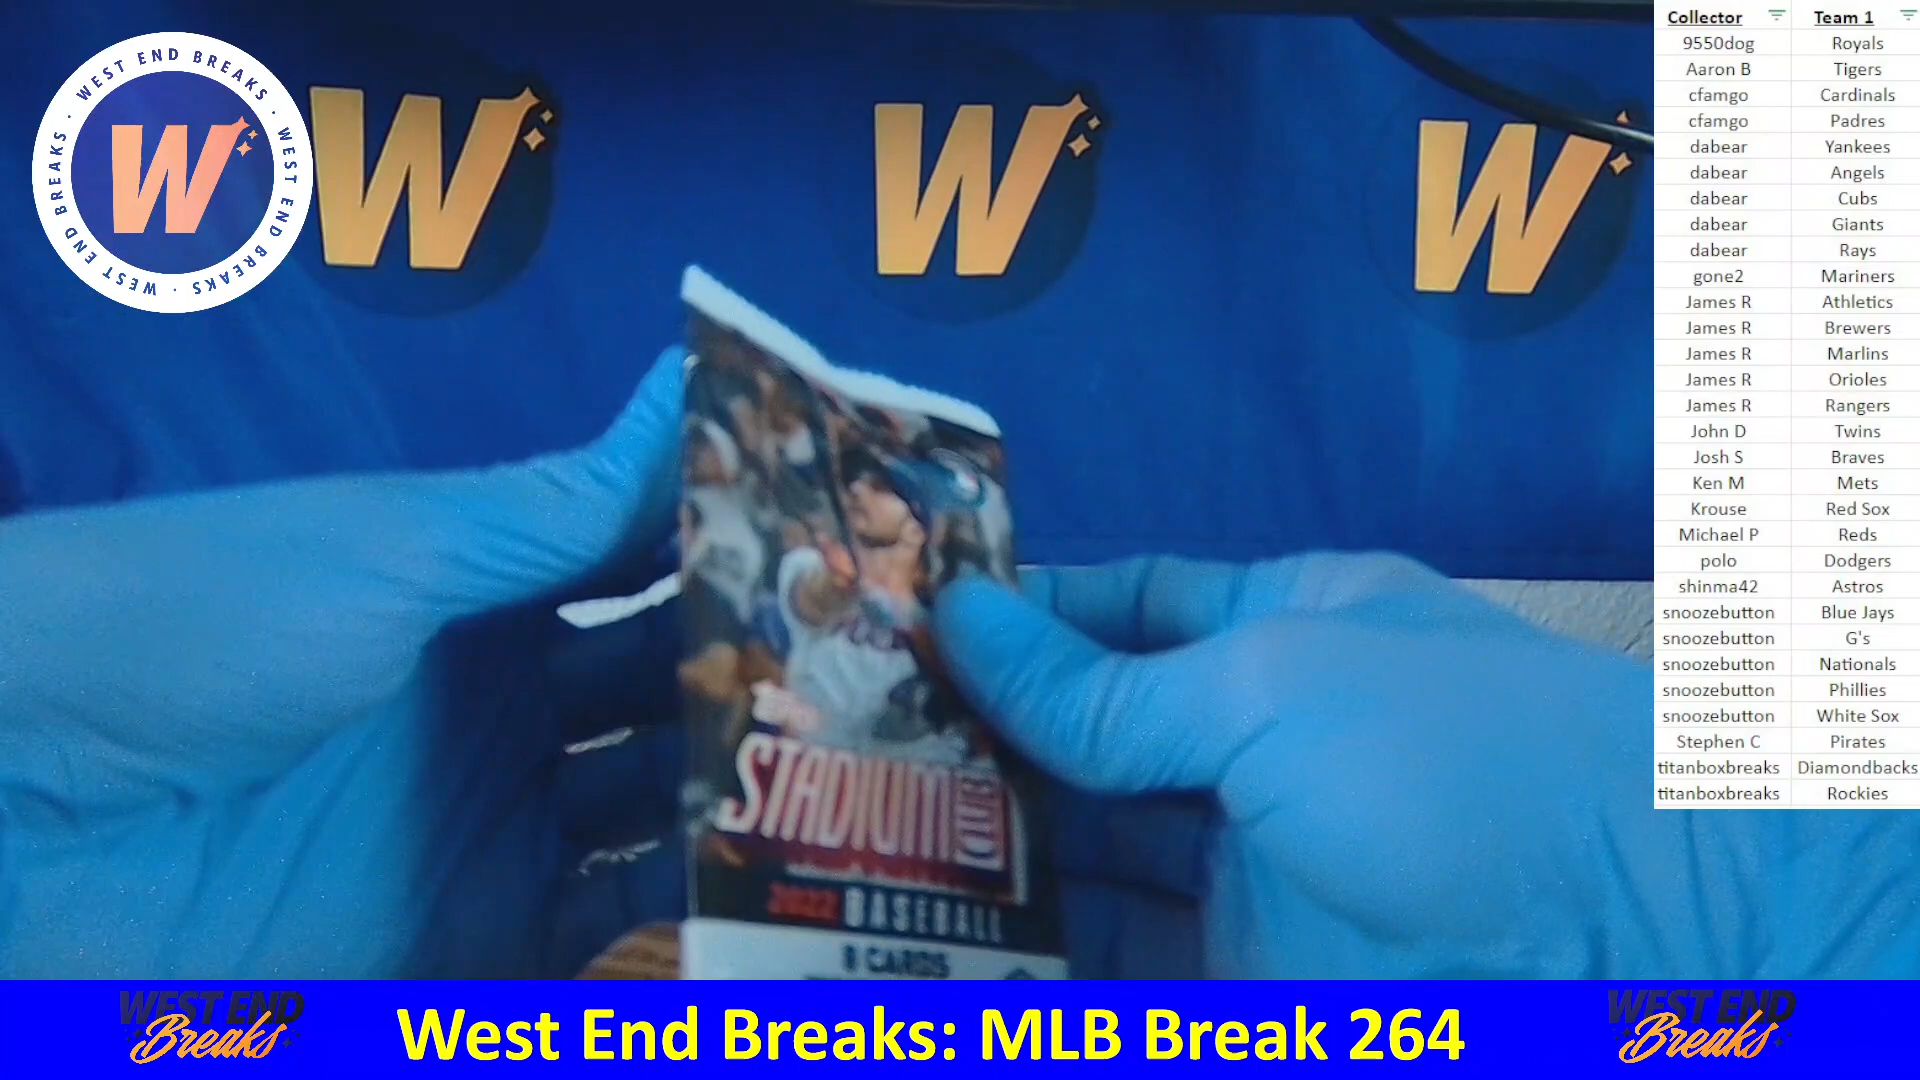 · WEST END BREAKS · WEST END BREAKS · WEST END BREAKS
W
W
W
W
Collector Team 1
9550dog Royals
Aaron B Tigers
cfamgo Cardinals
cfamgo Padres
dabear Yankees
dabear Angels
dabear Cubs
dabear Giants
dabear Rays
gone2 Mariners
James R Athletics
James R Brewers
James R Marlins
James R Orioles
James R Rangers
John D Twins
Josh S Braves
Ken M Mets
Krouse Red Sox
Michael P Reds
polo Dodgers
shinma42 Astros
snoozebutton Blue Jays
snoozebutton G's
snoozebutton Nationals
snoozebutton Phillies
snoozebutton White Sox
Stephen C Pirates
titanboxbreaks Diamondbacks
titanboxbreaks Rockies
STADIUM CLUB
2022 BASEBALL
8 CARDS
WEST END
Breaks
West End Breaks: MLB Break 264
WEST END
Breaks